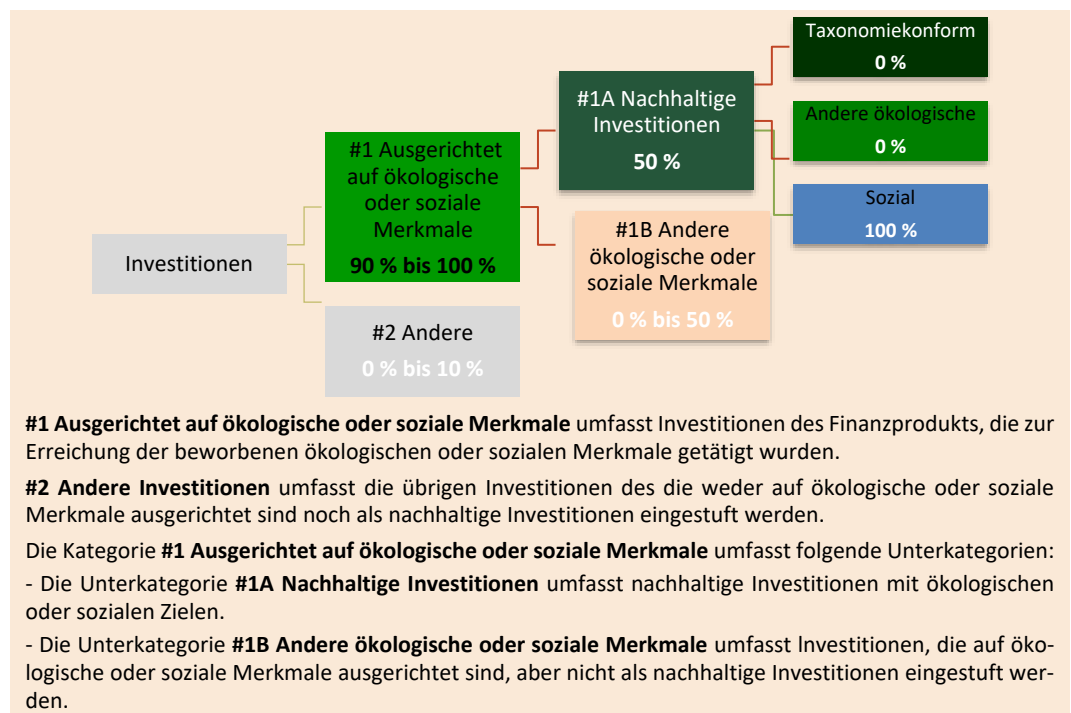 Taxonomiekonform
0 %
#1A Nachhaltige
Investitionen
50 %
Andere ökologische
0 %
#1 Ausgerichtet
auf ökologische
oder soziale
Merkmale
90 % bis 100 %
Sozial
100 %
#1B Andere
ökologische oder
soziale Merkmale
0 % bis 50 %
Investitionen
#2 Andere
0 % bis 10 %
#1 Ausgerichtet auf ökologische oder soziale Merkmale umfasst Investitionen des Finanzprodukts, die zur
Erreichung der beworbenen ökologischen oder sozialen Merkmale getätigt wurden.
#2 Andere Investitionen umfasst die übrigen Investitionen des die weder auf ökologische oder soziale
Merkmale ausgerichtet sind noch als nachhaltige Investitionen eingestuft werden.
Die Kategorie #1 Ausgerichtet auf ökologische oder soziale Merkmale umfasst folgende Unterkategorien:
- Die Unterkategorie #1A Nachhaltige Investitionen umfasst nachhaltige Investitionen mit ökologischen
oder sozialen Zielen.
- Die Unterkategorie #1B Andere ökologische oder soziale Merkmale umfasst Investitionen, die auf öko-
logische oder soziale Merkmale ausgerichtet sind, aber nicht als nachhaltige Investitionen eingestuft wer-
den.